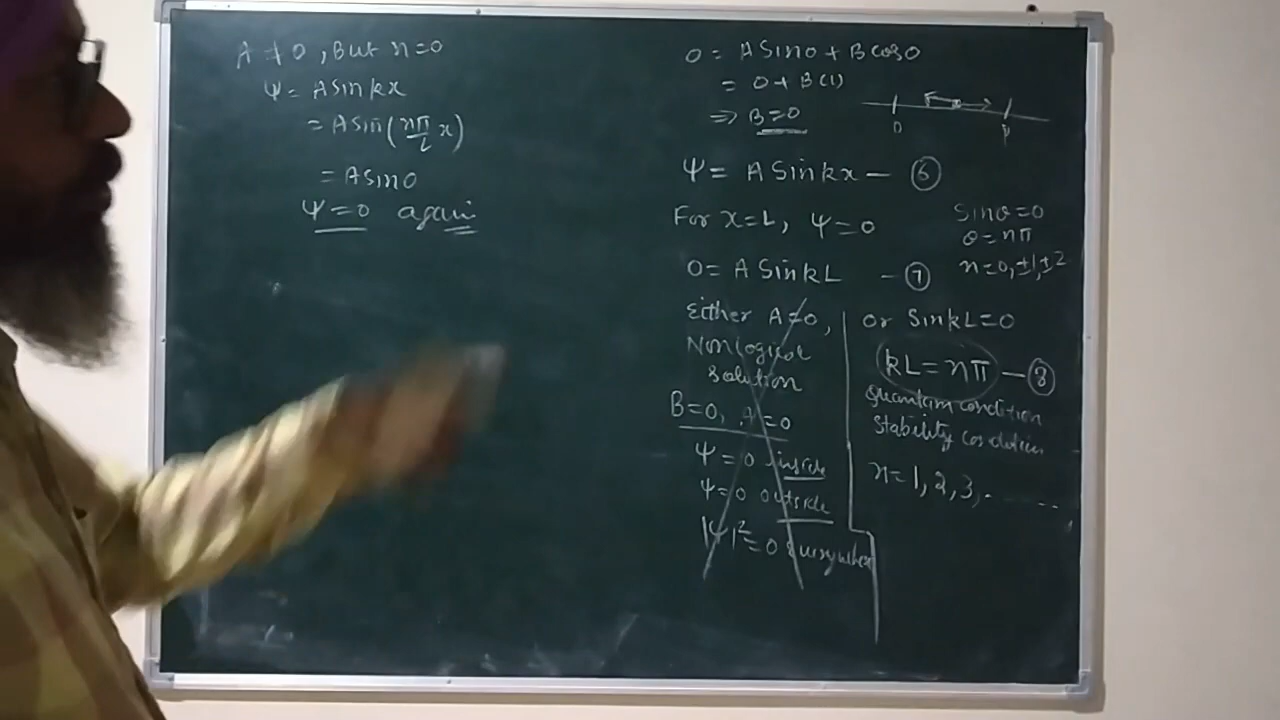 A ≠ 0, But n=0
Ψ = A Sin kx
= A Sin (nπ/L x)
= A Sin 0
Ψ = 0 again
0 = A Sin 0 + B cos 0
= 0 + B (1)
⇒ B = 0
0
Ψ = A Sin kx — ⑥
For x = L, Ψ = 0
Sin θ = 0
θ = nπ
n = 0, ±1, ±2
0 = A Sin kL — ⑦
Either A = 0,
Non logical
solution
B = 0, A = 0
Ψ = 0 inside
Ψ = 0 outside
|Ψ|² = 0 Everywhere
or Sin kL = 0
kL = nπ — ⑧
Quantum condition
Stability condition
n = 1, 2, 3, . - - - -